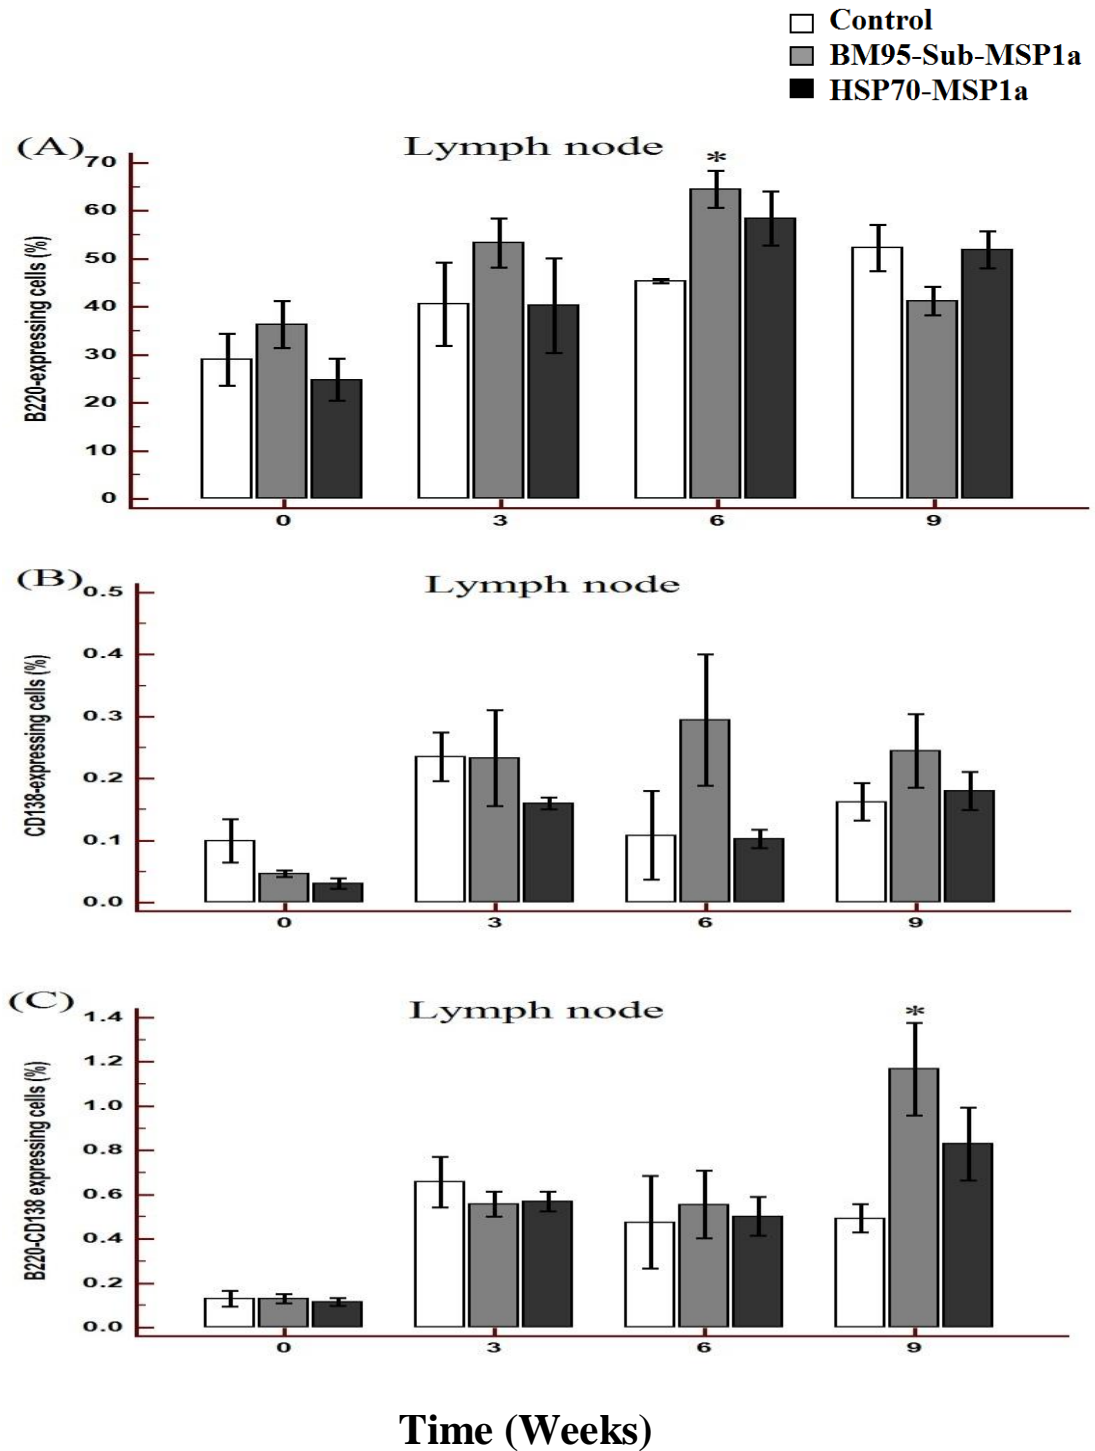 Control
BM95-Sub-MSP1a
HSP70-MSP1a
(A)
Lymph node
*
70
60
50
40
30
20
10
0
B220-expressing cells (%)
0 3 6 9
(B)
Lymph node
0.5
0.4
0.3
0.2
0.1
0.0
CD138-expressing cells (%)
0 3 6 9
(C)
Lymph node
*
1.4
1.2
1.0
0.8
0.6
0.4
0.2
0.0
B220-CD138 expressing cells (%)
0 3 6 9
Time (Weeks)